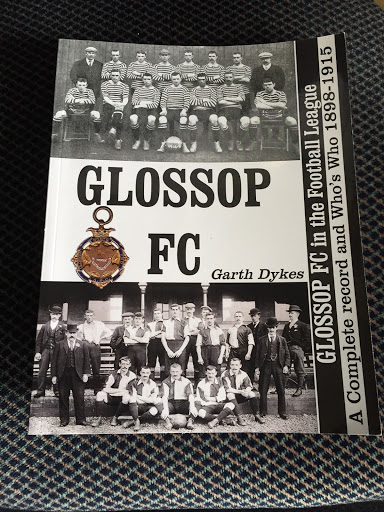 GLOSSOP
FC
Garth Dykes
GLOSSOP FC in the Football League
A Complete record and Who's Who 1898-1915